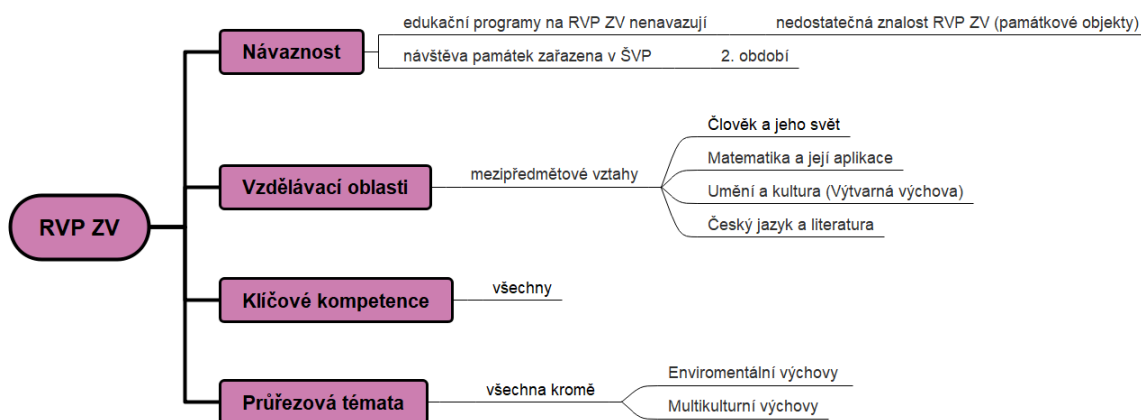 RVP ZV
Návaznost
edukační programy na RVP ZV nenavazují
nedostatečná znalost RVP ZV (památkové objekty)
návštěva památek zařazena v ŠVP
2. období
Vzdělávací oblasti
mezipředmětové vztahy
Člověk a jeho svět
Matematika a její aplikace
Umění a kultura (Výtvarná výchova)
Český jazyk a literatura
Klíčové kompetence
všechny
Průřezová témata
všechna kromě
Enviromentální výchovy
Multikulturní výchovy